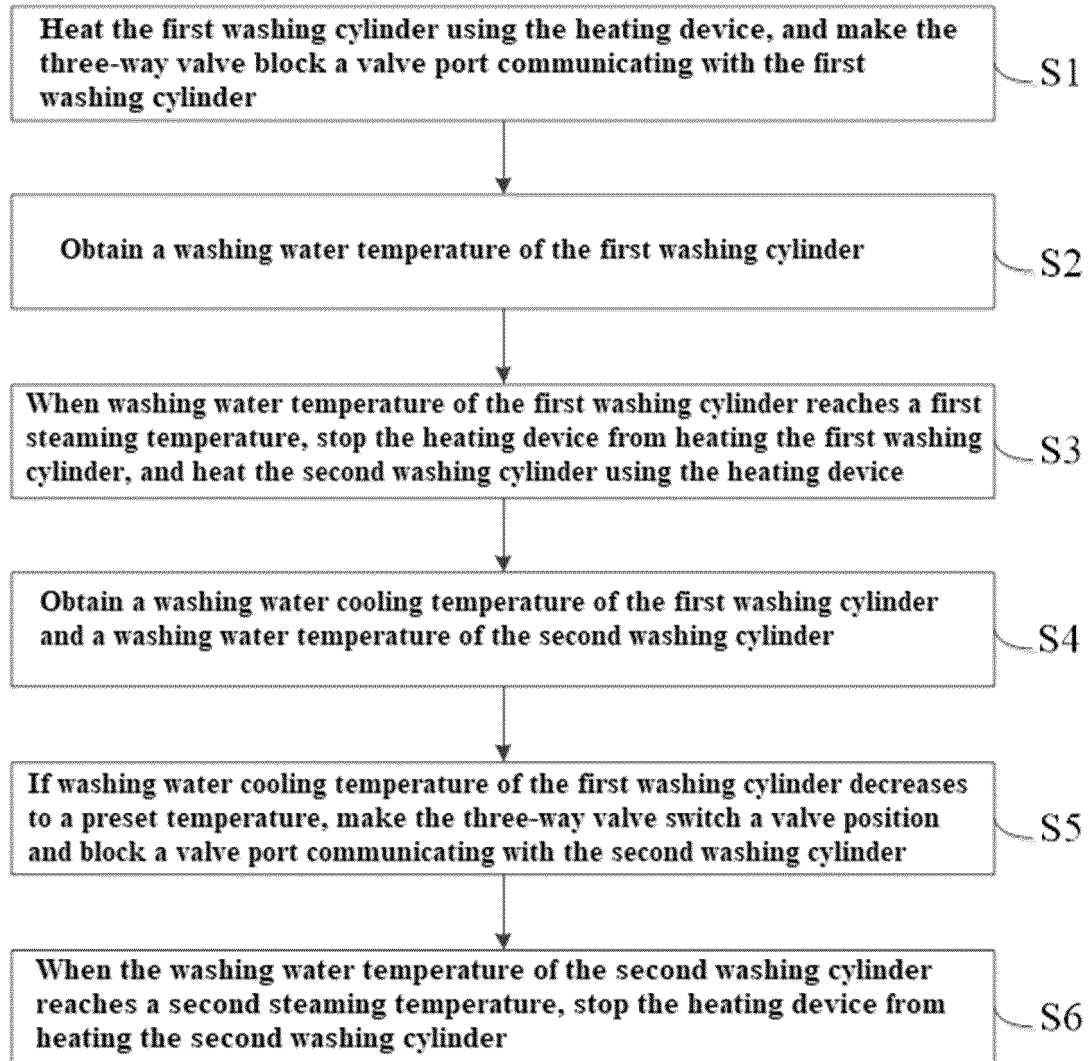 Heat the first washing cylinder using the heating device, and make the
three-way valve block a valve port communicating with the first
washing cylinder
S1
Obtain a washing water temperature of the first washing cylinder
S2
When washing water temperature of the first washing cylinder reaches a first
steaming temperature, stop the heating device from heating the first washing
cylinder, and heat the second washing cylinder using the heating device
S3
Obtain a washing water cooling temperature of the first washing cylinder
and a washing water temperature of the second washing cylinder
S4
If washing water cooling temperature of the first washing cylinder decreases
to a preset temperature, make the three-way valve switch a valve position
and block a valve port communicating with the second washing cylinder
S5
When the washing water temperature of the second washing cylinder
reaches a second steaming temperature, stop the heating device from
heating the second washing cylinder
S6